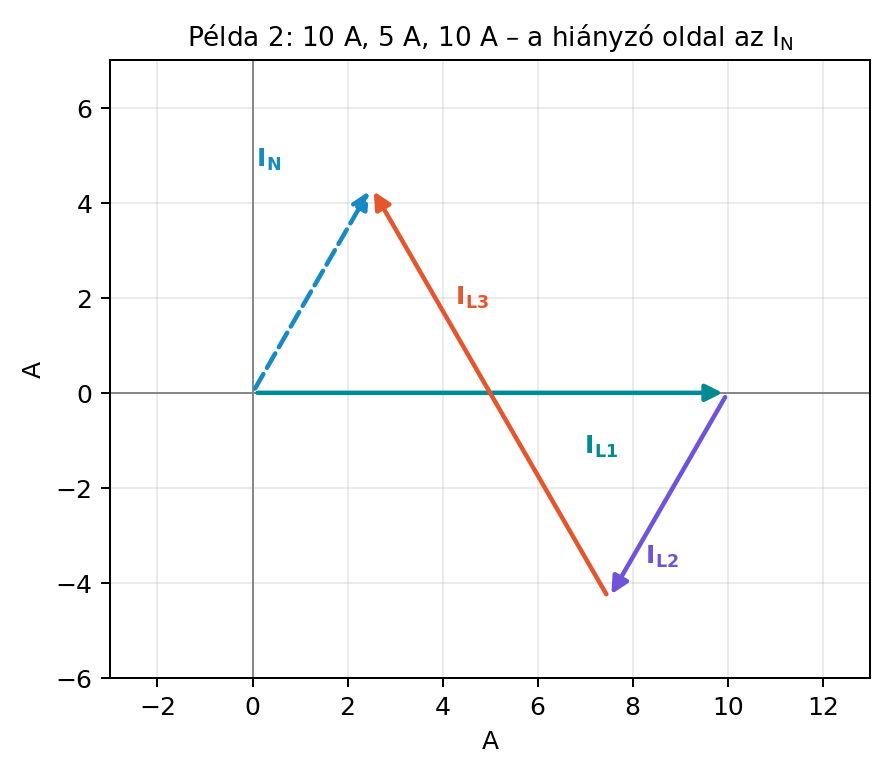 Példa 2: 10 A, 5 A, 10 A – a hiányzó oldal az I_N
6
I_N
4
2
I_L3
A
0
I_L1
−2
I_L2
−4
−6
−2 0 2 4 6 8 10 12
A